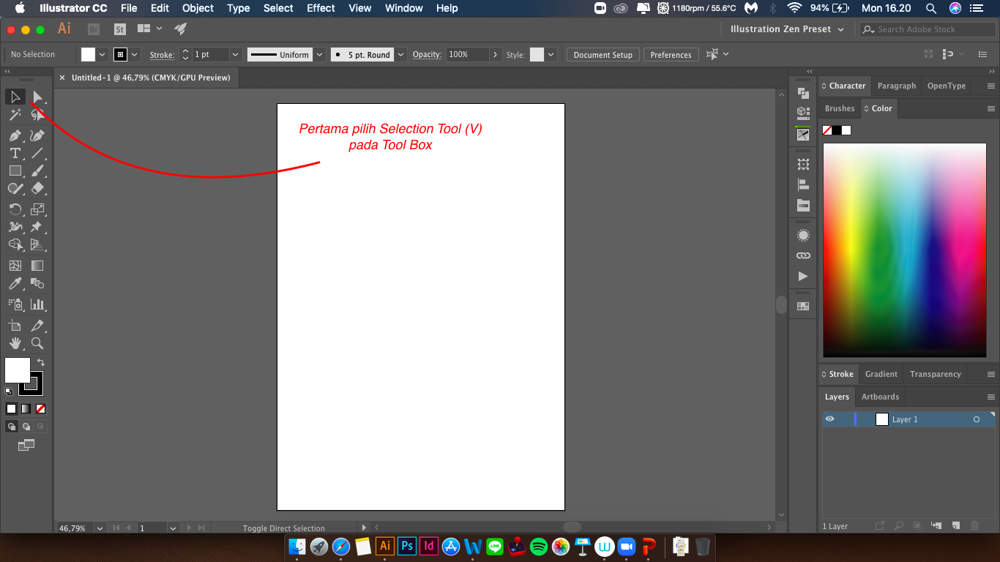 Illustrator CC File Edit Object Type Select Effect View Window Help 1180rpm / 55.6°C 94% Mon 16.20
Ai Br St Illustration Zen Preset Search Adobe Stock
No Selection Stroke: 1 pt Uniform 5 pt. Round Opacity: 100% Style: Document Setup Preferences
Untitled-1 @ 46,79% (CMYK/GPU Preview)
Character Paragraph OpenType
Brushes Color
Pertama pilih Selection Tool (V)
pada Tool Box
Stroke Gradient Transparency
Layers Artboards
Layer 1
1 Layer
46,79% 1 Toggle Direct Selection
Ai Ps Id W LINE W P